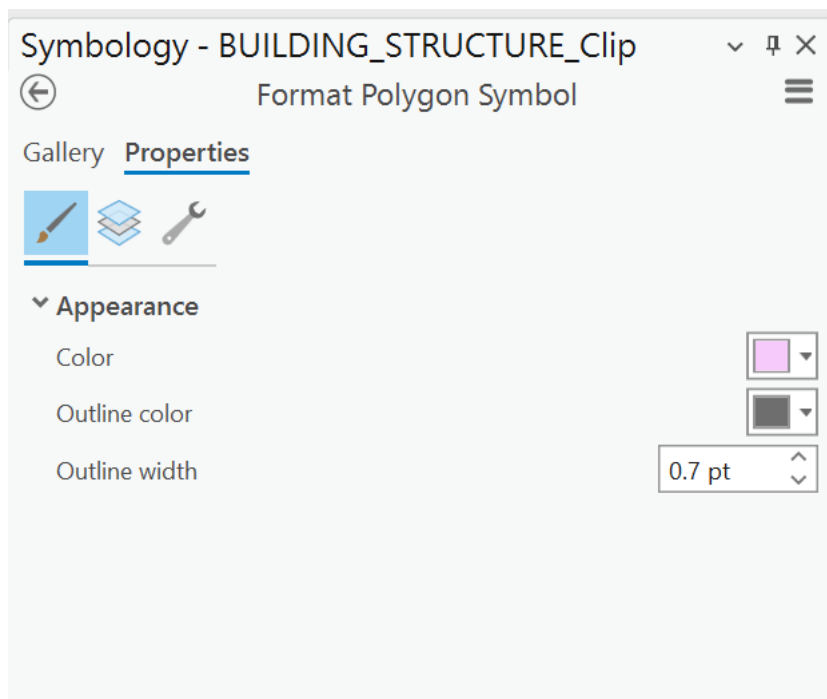 Symbology - BUILDING_STRUCTURE_Clip
Format Polygon Symbol
Gallery Properties
Appearance
Color
Outline color
Outline width 0.7 pt